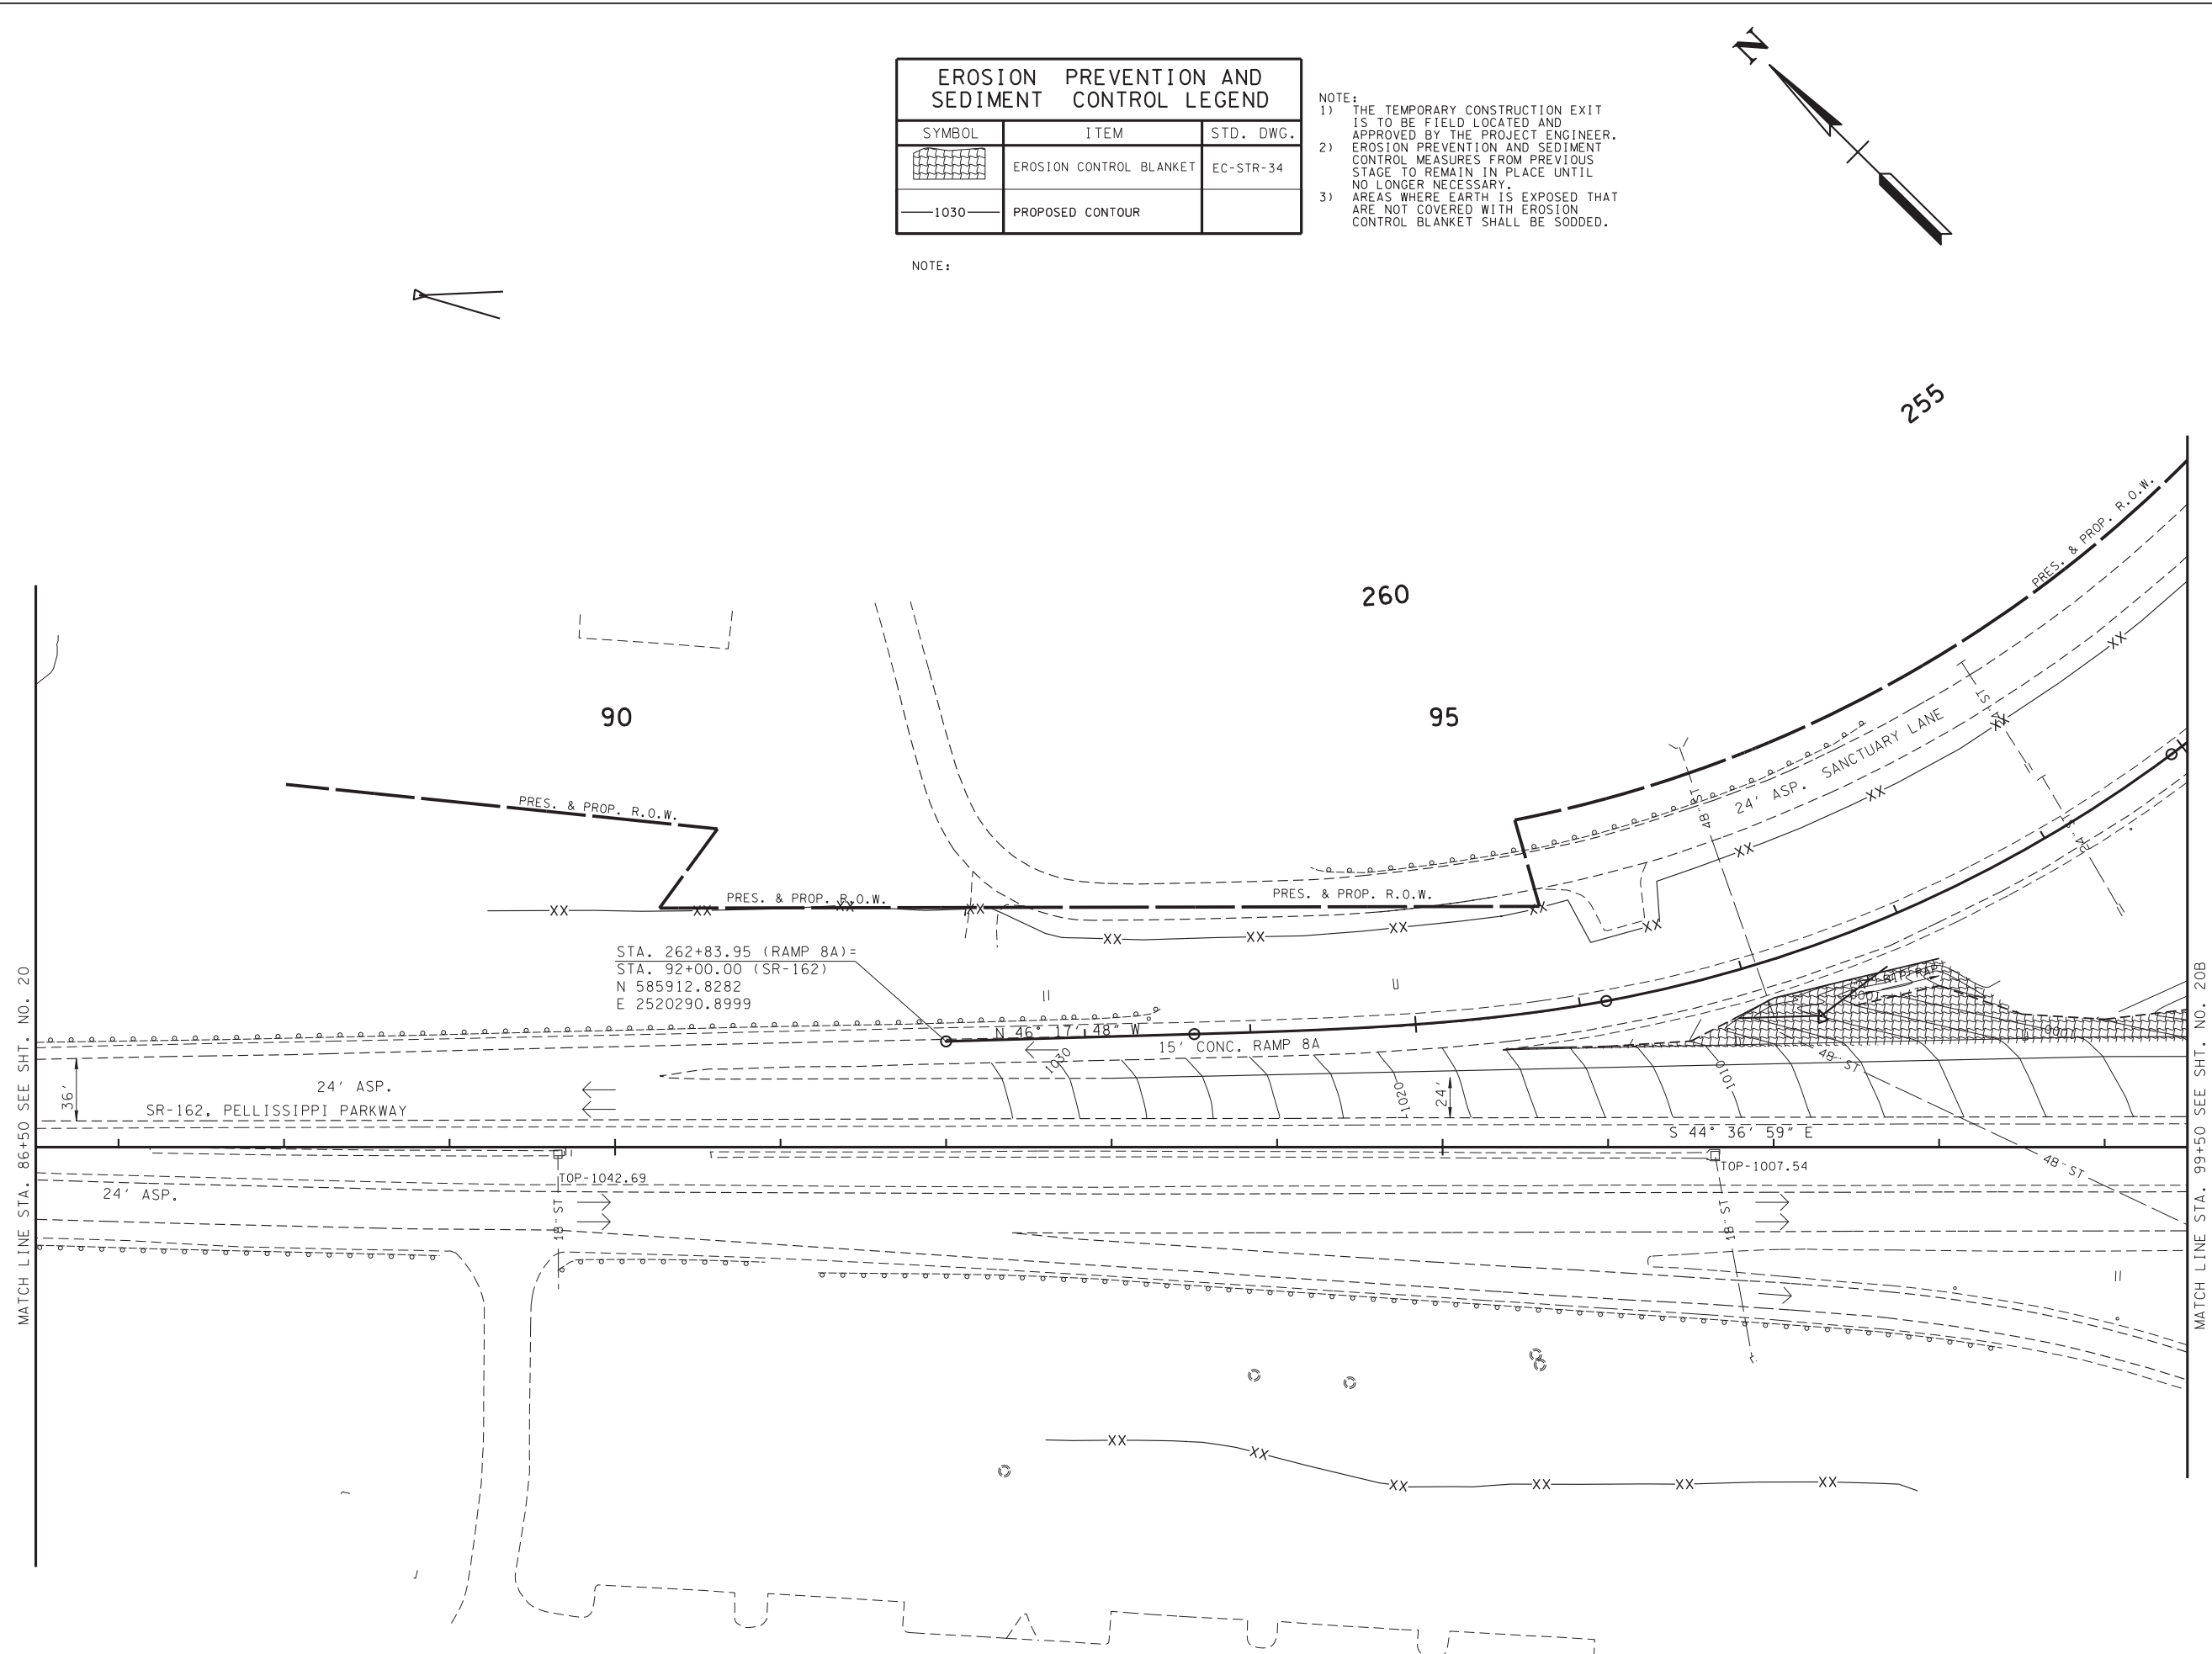 N
EROSION PREVENTION AND
SEDIMENT CONTROL LEGEND
SYMBOL ITEM STD. DWG.
EROSION CONTROL BLANKET EC-STR-34
1030 PROPOSED CONTOUR
NOTE:
1) THE TEMPORARY CONSTRUCTION EXIT
IS TO BE FIELD LOCATED AND
APPROVED BY THE PROJECT ENGINEER.
2) EROSION PREVENTION AND SEDIMENT
CONTROL MEASURES FROM PREVIOUS
STAGE TO REMAIN IN PLACE UNTIL
NO LONGER NECESSARY.
3) AREAS WHERE EARTH IS EXPOSED THAT
ARE NOT COVERED WITH EROSION
CONTROL BLANKET SHALL BE SODDED.
NOTE:
255
PRES. & PROP. R.O.W.
260
90
95
24' ASP. SANCTUARY LANE
24" ST
48" ST
PRES. & PROP. R.O.W.
PRES. & PROP. R.O.W.
PRES. & PROP. R.O.W.
STA. 262+83.95 (RAMP 8A)=
STA. 92+00.00 (SR-162)
N 585912.8282
E 2520290.8999
N 46° 17' 48" W
15' CONC. RAMP 8A
1030
1020
1010
1000
1000
RIP-RAP
48" ST
24' ASP.
36'
24'
SR-162, PELLISSIPPI PARKWAY
S 44° 36' 59" E
TOP-1042.69
TOP-1007.54
24' ASP.
18" ST
18" ST
48" ST
MATCH LINE STA. 86+50 SEE SHT. NO. 20
MATCH LINE STA. 99+50 SEE SHT. NO. 20B